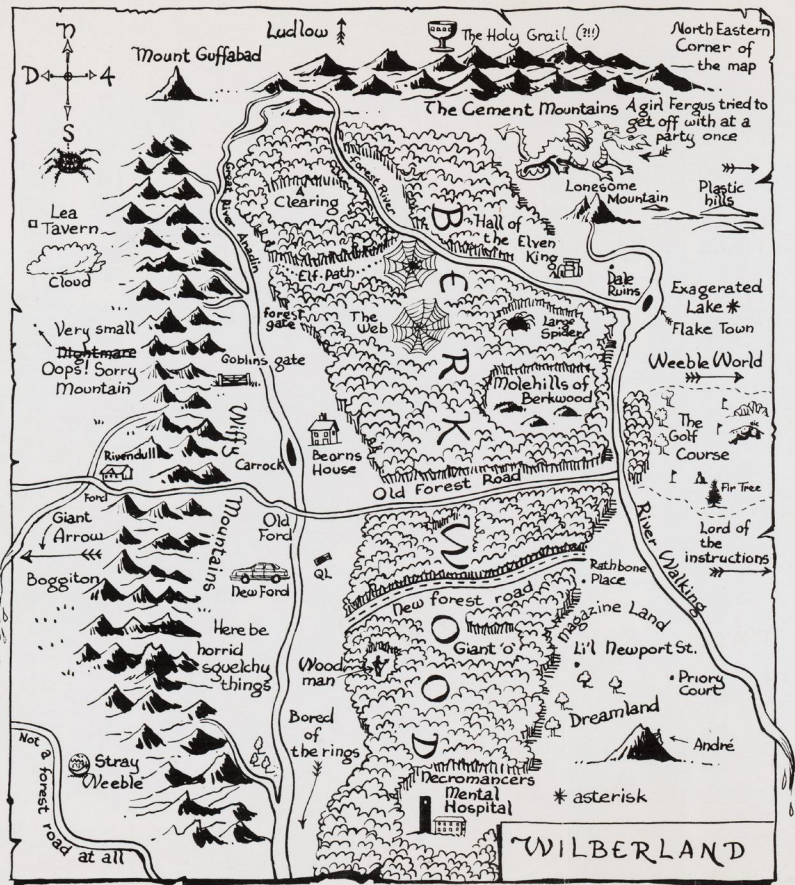 n
D 4
S
Ludlow
The Holy Grail (?!!)
North Eastern
Corner of
the map
Mount Guffabad
The Cement Mountains
A girl Fergus tried to
get off with at a
party once
Great River Anadin
Forest River
Clearing
Lonesome
Mountain
Plastic
hills
Lea
Tavern
Cloud
Hall of
the Elven
King
Elf-Path
Dale
Ruins
Exagerated
Lake *
Flake Town
forest
gate
The
Web
Large
Spider
Very small
Nightmare
Oops! Sorry
Mountain
Goblins gate
Weeble World
Molehills of
Berkwood
BERK WOOD
The
Golf
Course
Hic
Fir Tree
Wiffy Mountains
Bearns
House
Carrock
Rivendull
Ford
Old Forest Road
Giant
Arrow
Old
Ford
Lord of
the
instructions
River Walking
Boggiton
New Ford
QL
Rathbone
Place
New forest road
Magazine Land
Here be
horrid
squelchy
things
Giant 'o'
Li'l Newport St.
Wood
man
Priory
Court
Dreamland
Bored
of
the rings
André
Not a forest road at all
Stray
Weeble
Necromancers
Mental
Hospital
* asterisk
WILBERLAND